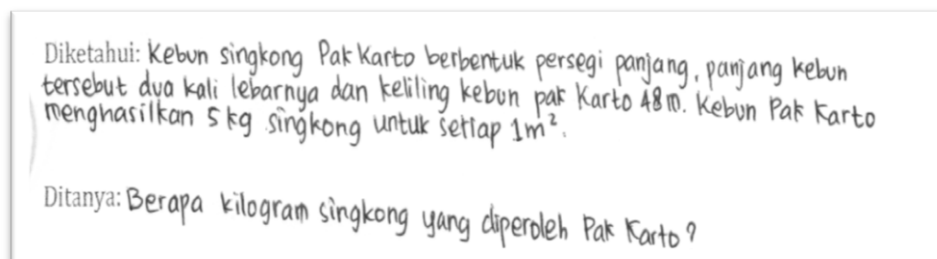 Diketahui: Kebun singkong Pak Karto berbentuk persegi panjang, panjang kebun
tersebut dua kali lebarnya dan keliling kebun pak Karto 48 m. Kebun Pak Karto
menghasilkan 5 kg singkong untuk setiap 1m².
Ditanya: Berapa kilogram singkong yang diperoleh Pak Karto?